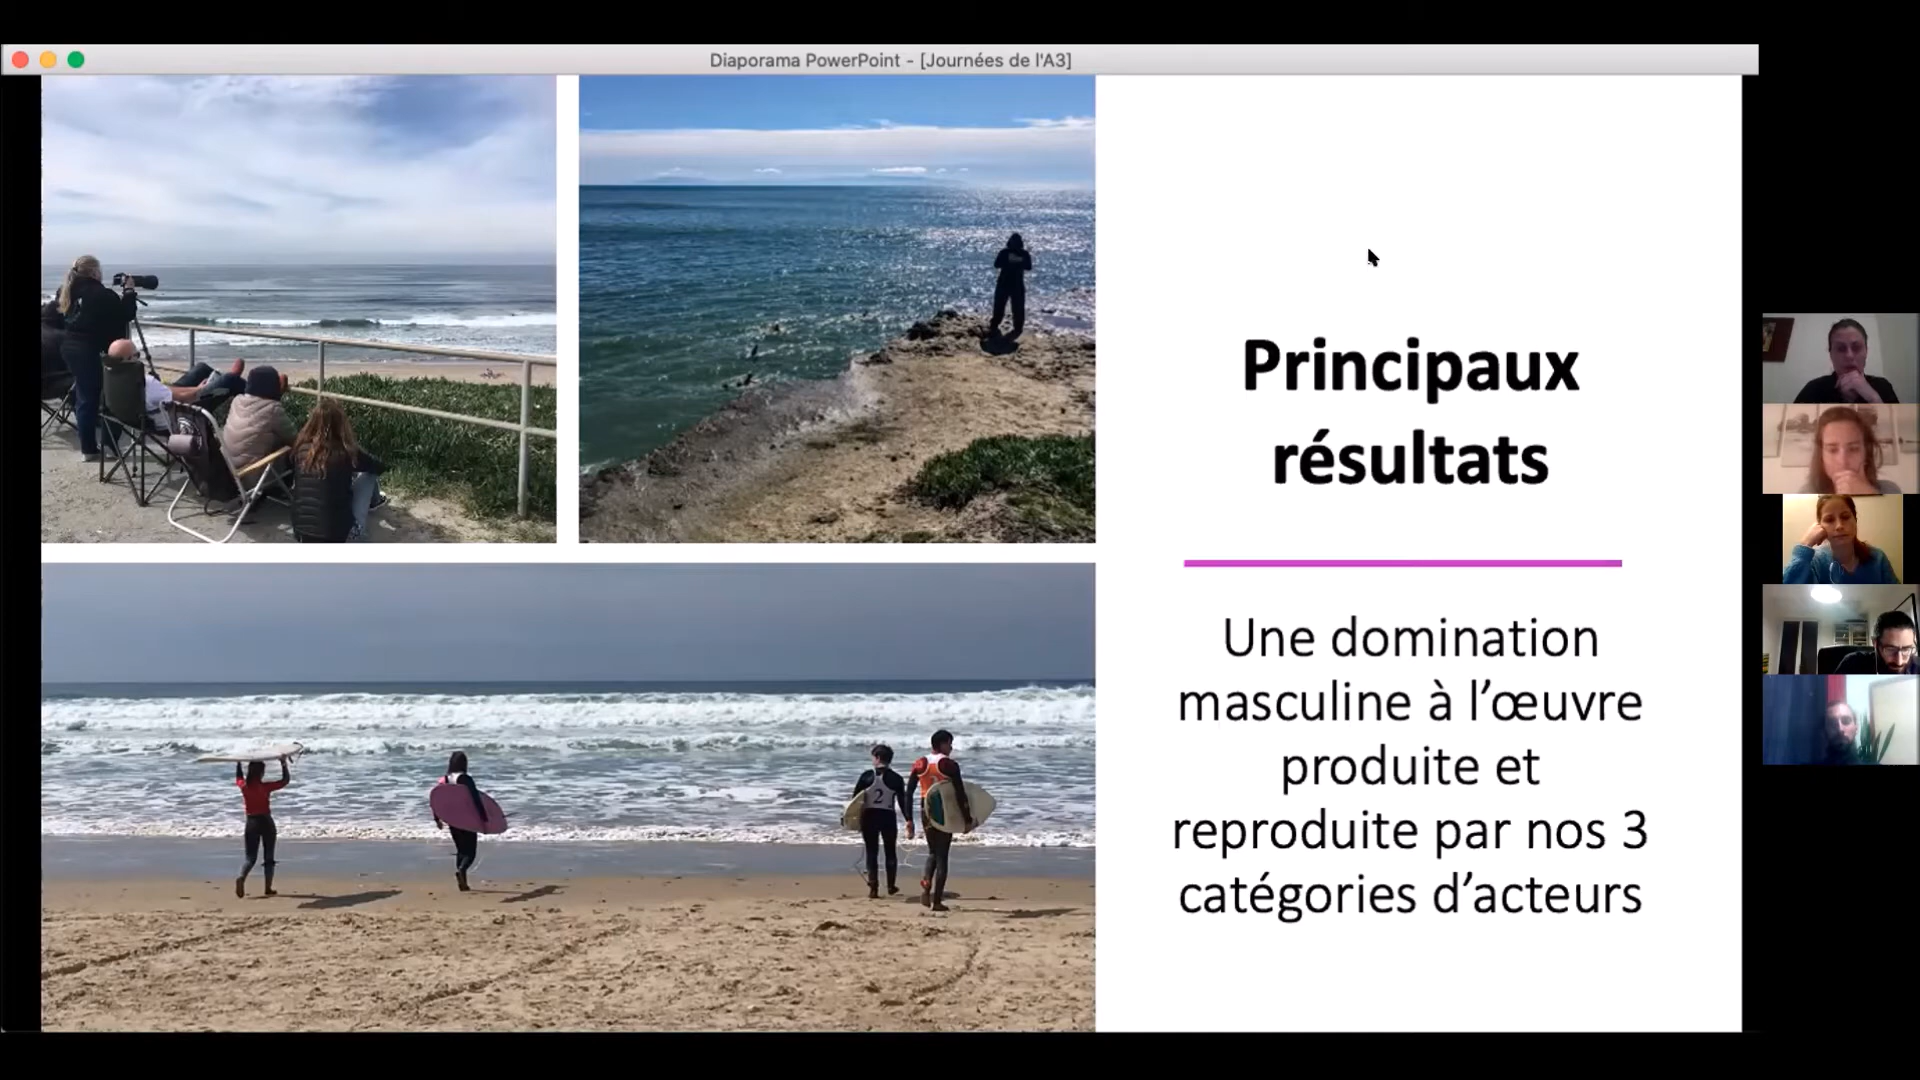 Diaporama PowerPoint - [Journées de l'A3]
Principaux
résultats
Une domination
masculine à l’œuvre
produite et
reproduite par nos 3
catégories d’acteurs
2